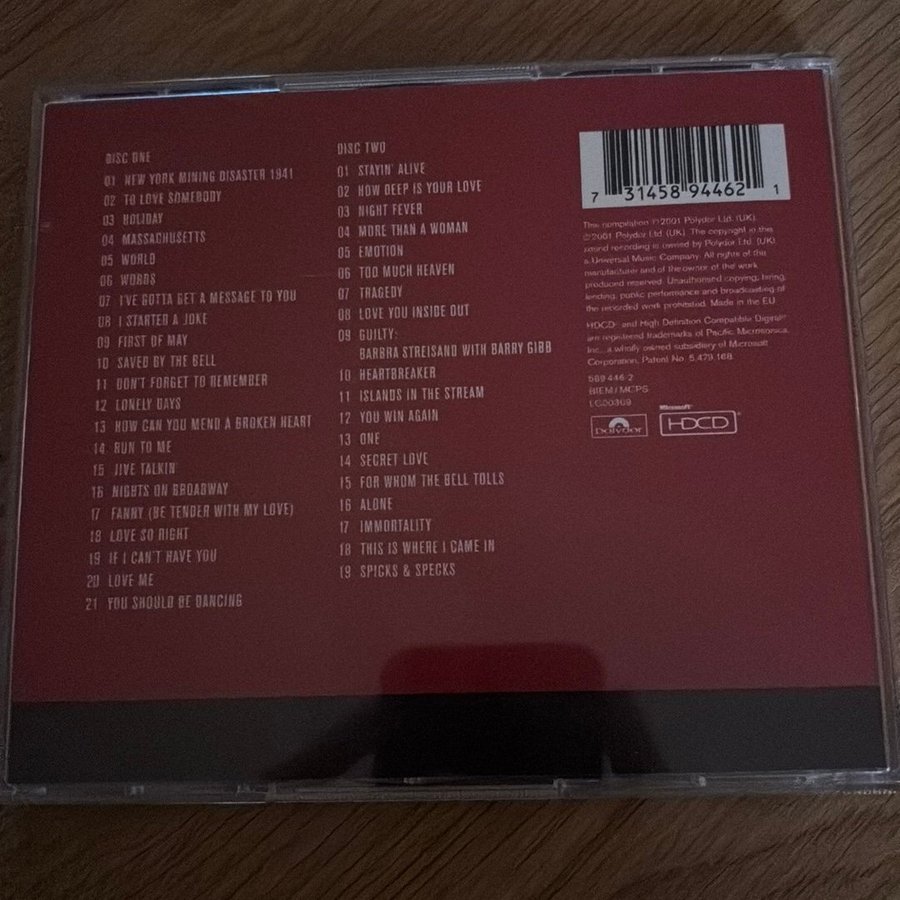 DISC ONE
01 NEW YORK MINING DISASTER 1941
02 TO LOVE SOMEBODY
03 HOLIDAY
04 MASSACHUSETTS
05 WORLD
06 WORDS
07 I'VE GOTTA GET A MESSAGE TO YOU
08 I STARTED A JOKE
09 FIRST OF MAY
10 SAVED BY THE BELL
11 DON'T FORGET TO REMEMBER
12 LONELY DAYS
13 HOW CAN YOU MEND A BROKEN HEART
14 RUN TO ME
15 JIVE TALKIN'
16 NIGHTS ON BROADWAY
17 FANNY (BE TENDER WITH MY LOVE)
18 LOVE SO RIGHT
19 IF I CAN'T HAVE YOU
20 LOVE ME
21 YOU SHOULD BE DANCING
DISC TWO
01 STAYIN' ALIVE
02 HOW DEEP IS YOUR LOVE
03 NIGHT FEVER
04 MORE THAN A WOMAN
05 EMOTION
06 TOO MUCH HEAVEN
07 TRAGEDY
08 LOVE YOU INSIDE OUT
09 GUILTY:
BARBRA STREISAND WITH BARRY GIBB
10 HEARTBREAKER
11 ISLANDS IN THE STREAM
12 YOU WIN AGAIN
13 ONE
14 SECRET LOVE
15 FOR WHOM THE BELL TOLLS
16 ALONE
17 IMMORTALITY
18 THIS IS WHERE I CAME IN
19 SPICKS & SPECKS
7 31458 94462 1
This compilation ℗2001 Polydor Ltd. (UK).
©2001 Polydor Ltd. (UK). The copyright in this
sound recording is owned by Polydor Ltd. (UK)
a Universal Music Company. All rights of the
manufacturer and of the owner of the work
produced reserved. Unauthorised copying, hiring,
lending, public performance and broadcasting of
the recorded work prohibited. Made in the EU
HDCD® and High Definition Compatible Digital®
are registered trademarks of Pacific Microsonics,
Inc., a wholly owned subsidiary of Microsoft
Corporation, Patent No. 5,479,168.
589 446-2
BIEM / MCPS
LC00309
Polydor
Microsoft®
HDCD®